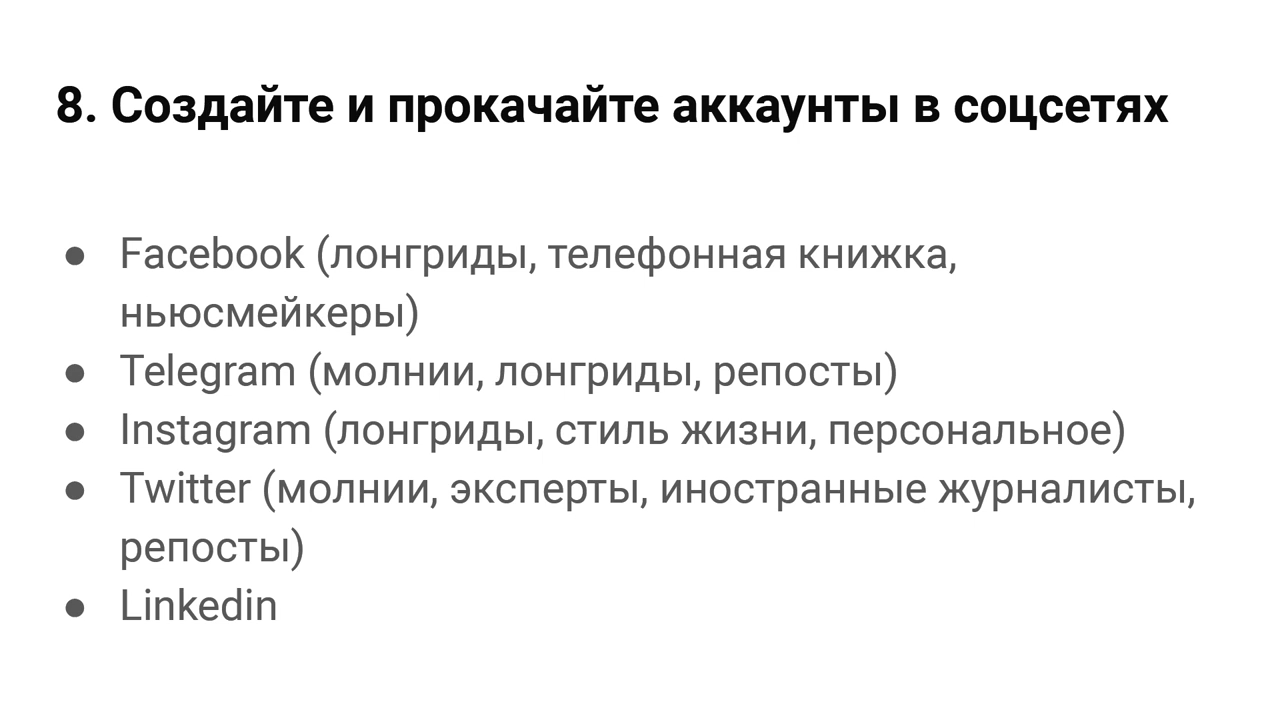 8. Создайте и прокачайте аккаунты в соцсетях
● Facebook (лонгриды, телефонная книжка,
ньюсмейкеры)
● Telegram (молнии, лонгриды, репосты)
● Instagram (лонгриды, стиль жизни, персональное)
● Twitter (молнии, эксперты, иностранные журналисты,
репосты)
● Linkedin